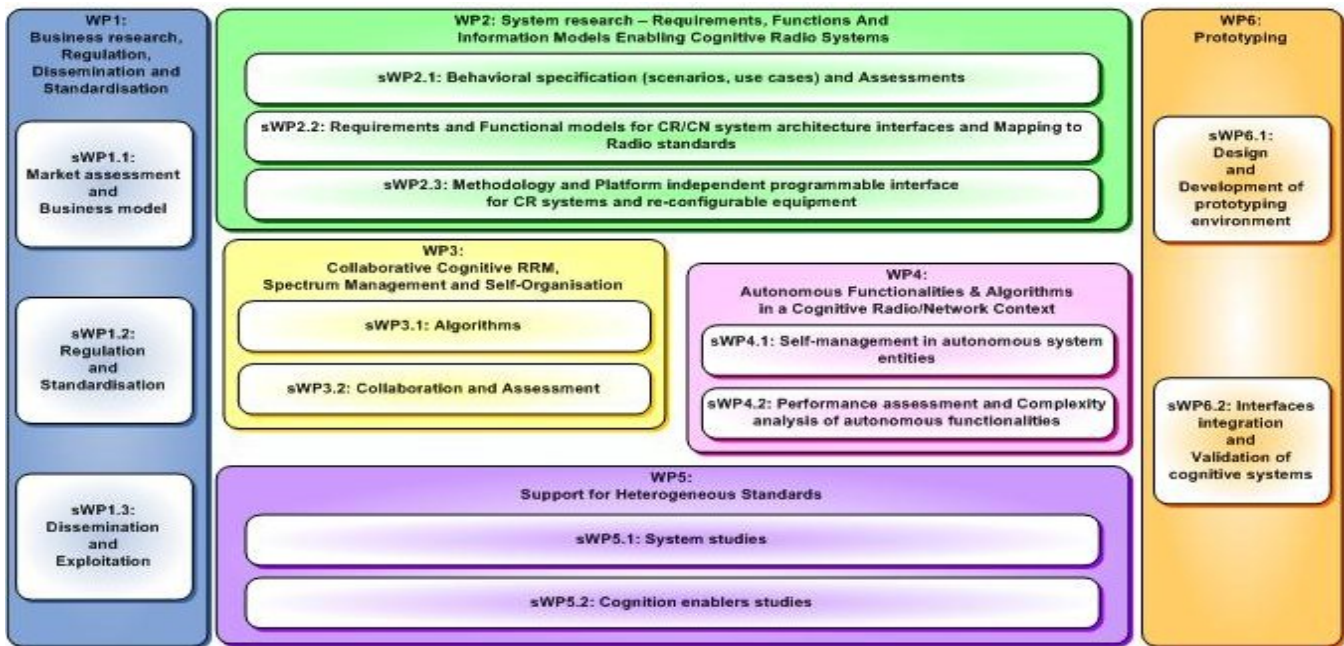 WP1:
Business research,
Regulation,
Dissemination and
Standardisation
sWP1.1:
Market assessment
and
Business model
sWP1.2:
Regulation
and
Standardisation
sWP1.3:
Dissemination
and
Exploitation
WP2: System research – Requirements, Functions And
Information Models Enabling Cognitive Radio Systems
sWP2.1: Behavioral specification (scenarios, use cases) and Assessments
sWP2.2: Requirements and Functional models for CR/CN system architecture interfaces and Mapping to
Radio standards
sWP2.3: Methodology and Platform independent programmable interface
for CR systems and re-configurable equipment
WP3:
Collaborative Cognitive RRM,
Spectrum Management and Self-Organisation
sWP3.1: Algorithms
sWP3.2: Collaboration and Assessment
WP4:
Autonomous Functionalities & Algorithms
in a Cognitive Radio/Network Context
sWP4.1: Self-management in autonomous system
entities
sWP4.2: Performance assessment and Complexity
analysis of autonomous functionalities
WP5:
Support for Heterogeneous Standards
sWP5.1: System studies
sWP5.2: Cognition enablers studies
WP6:
Prototyping
sWP6.1:
Design
and
Development of
prototyping
environment
sWP6.2: Interfaces
integration
and
Validation of
cognitive systems